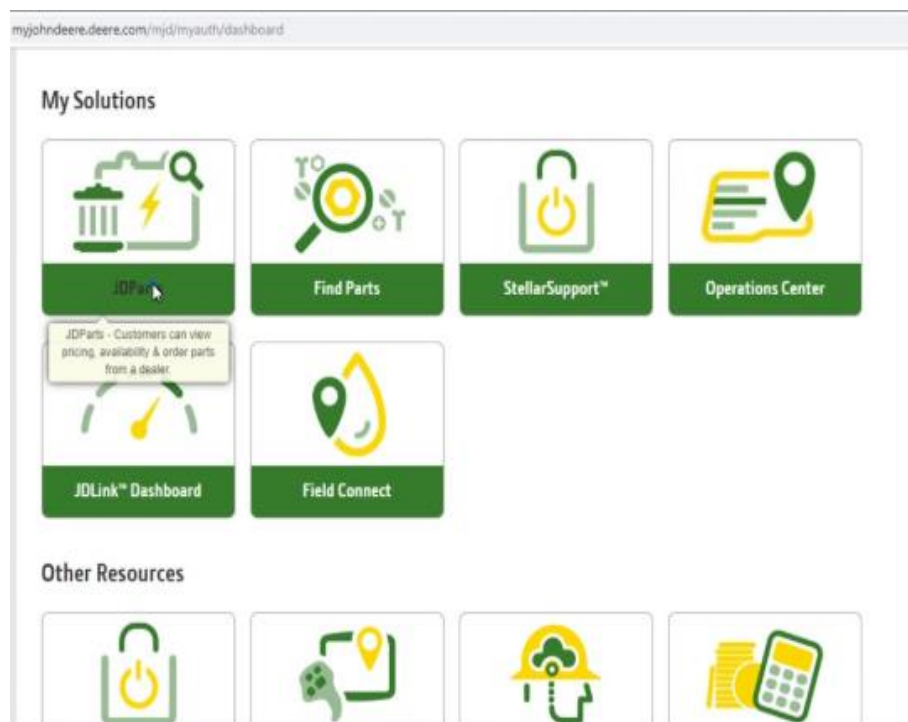 myjohndeere.deere.com/mjd/myauth/dashboard
My Solutions
JDParts
Find Parts
StellarSupport™
Operations Center
JDParts - Customers can view
pricing, availability & order parts
from a dealer.
JDLink™ Dashboard
Field Connect
Other Resources